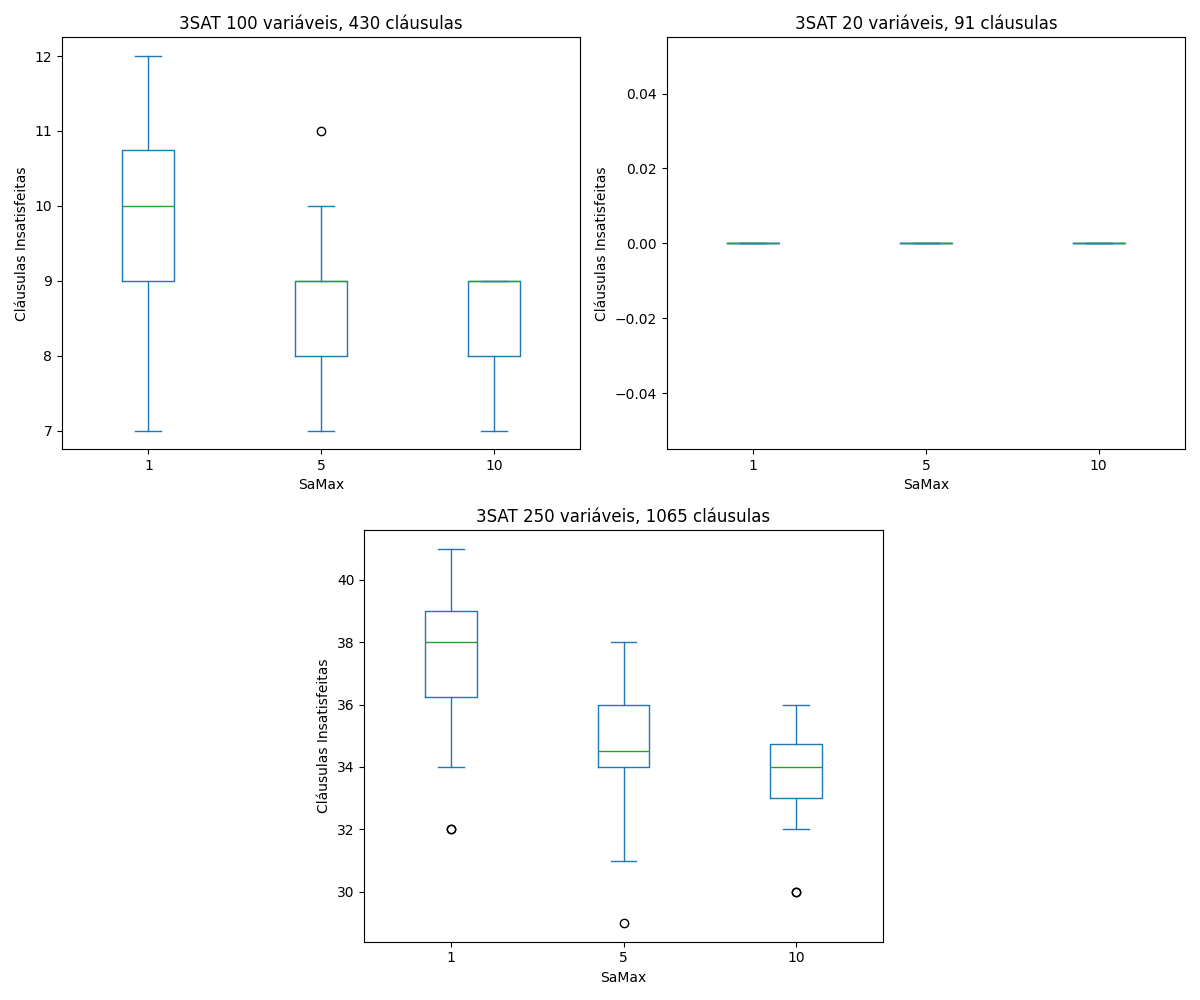 3SAT 100 variáveis, 430 cláusulas
12
11
10
9
8
7
Cláusulas Insatisfeitas
1 5 10
SaMax
3SAT 20 variáveis, 91 cláusulas
0.04
0.02
0.00
−0.02
−0.04
Cláusulas Insatisfeitas
1 5 10
SaMax
3SAT 250 variáveis, 1065 cláusulas
40
38
36
34
32
30
Cláusulas Insatisfeitas
1 5 10
SaMax